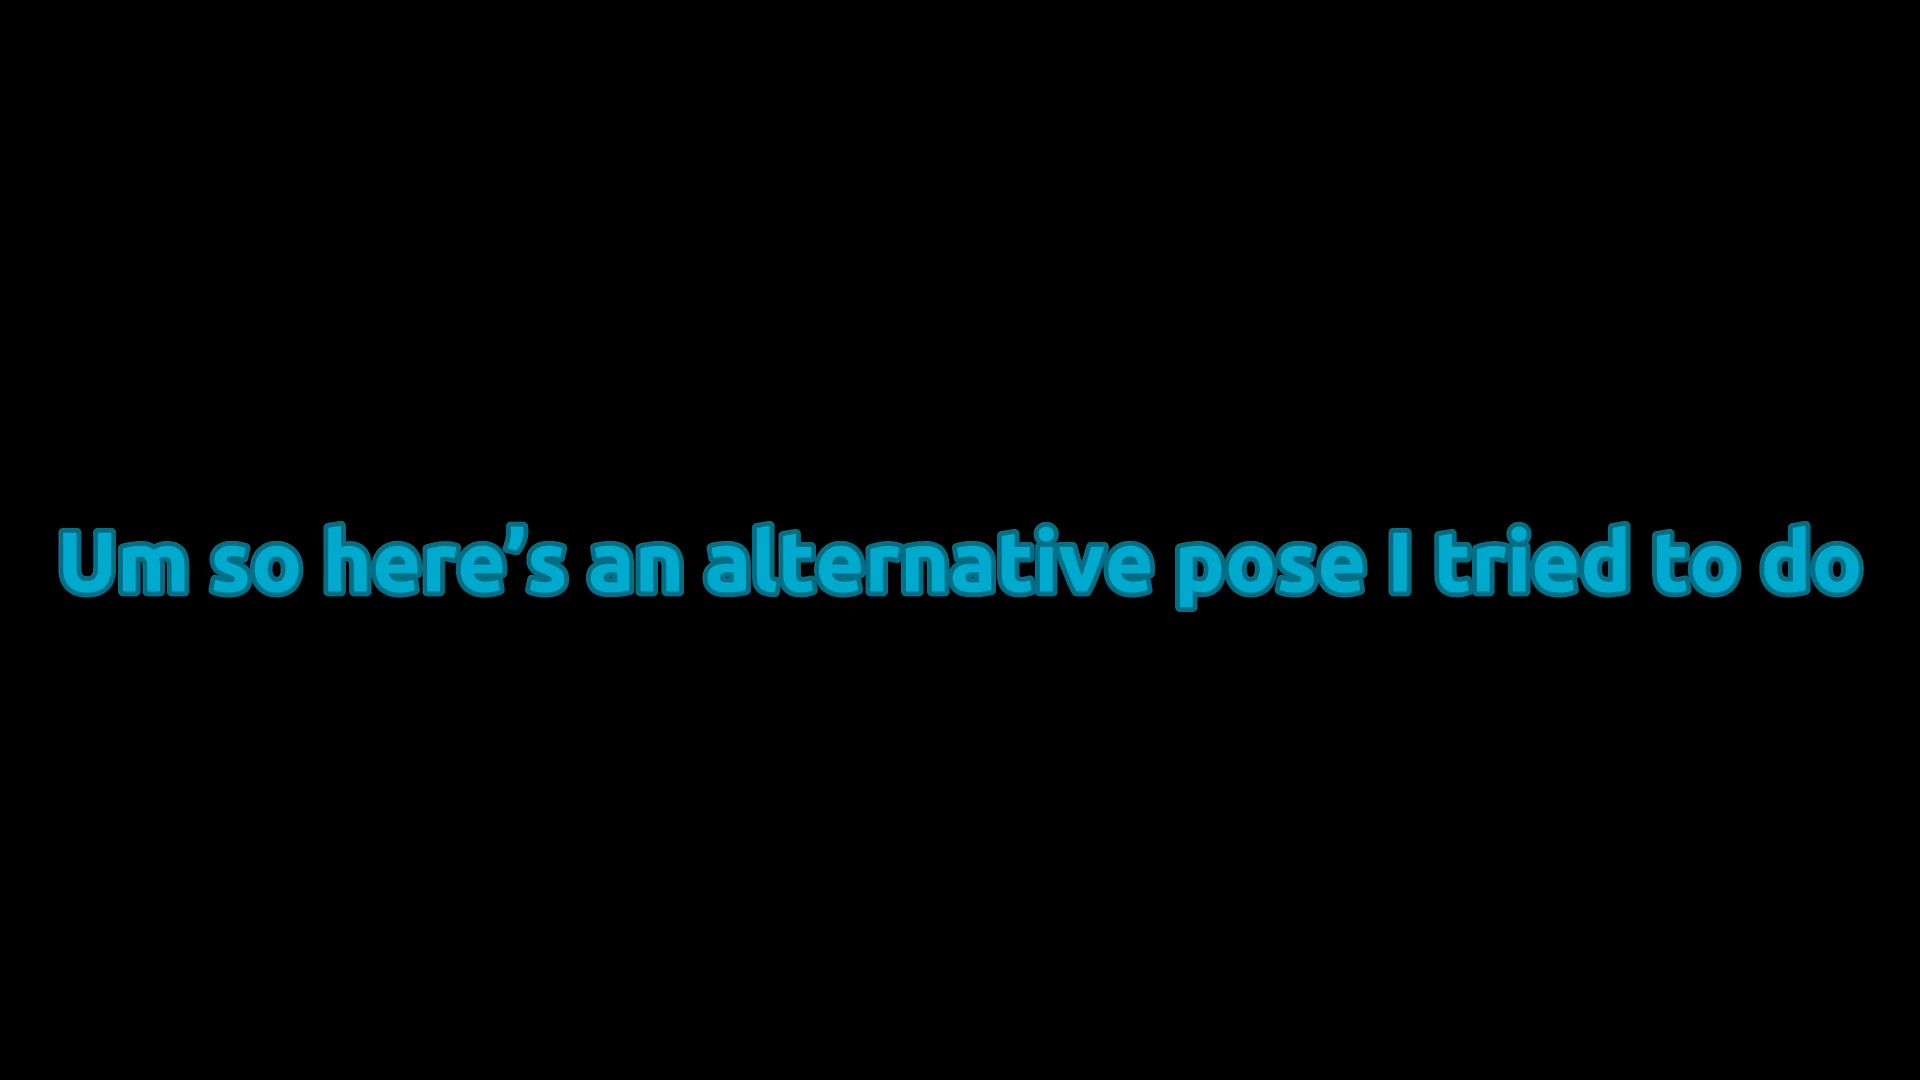 Um so here’s an alternative pose I tried to do